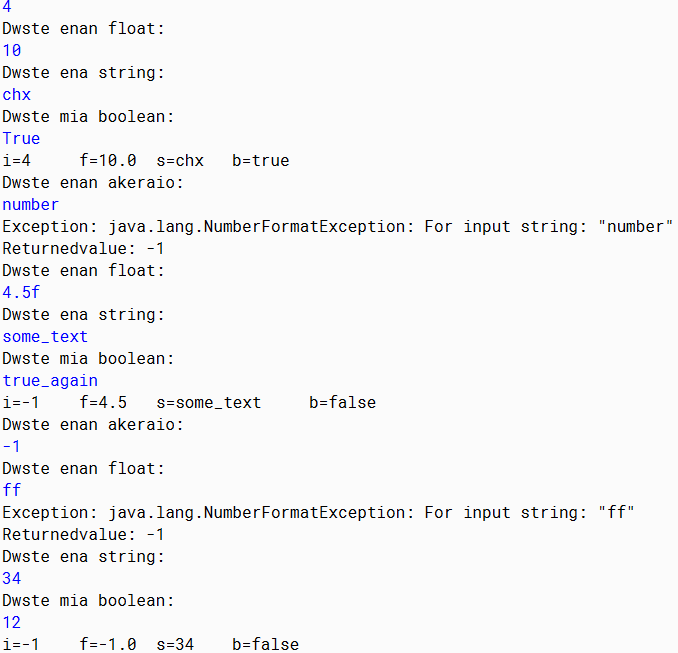 4
Dwste enan float:
10
Dwste ena string:
chx
Dwste mia boolean:
True
i=4     f=10.0  s=chx   b=true
Dwste enan akeraio:
number
Exception: java.lang.NumberFormatException: For input string: "number"
Returnedvalue: -1
Dwste enan float:
4.5f
Dwste ena string:
some_text
Dwste mia boolean:
true_again
i=-1    f=4.5   s=some_text     b=false
Dwste enan akeraio:
-1
Dwste enan float:
ff
Exception: java.lang.NumberFormatException: For input string: "ff"
Returnedvalue: -1
Dwste ena string:
34
Dwste mia boolean:
12
i=-1    f=-1.0  s=34    b=false